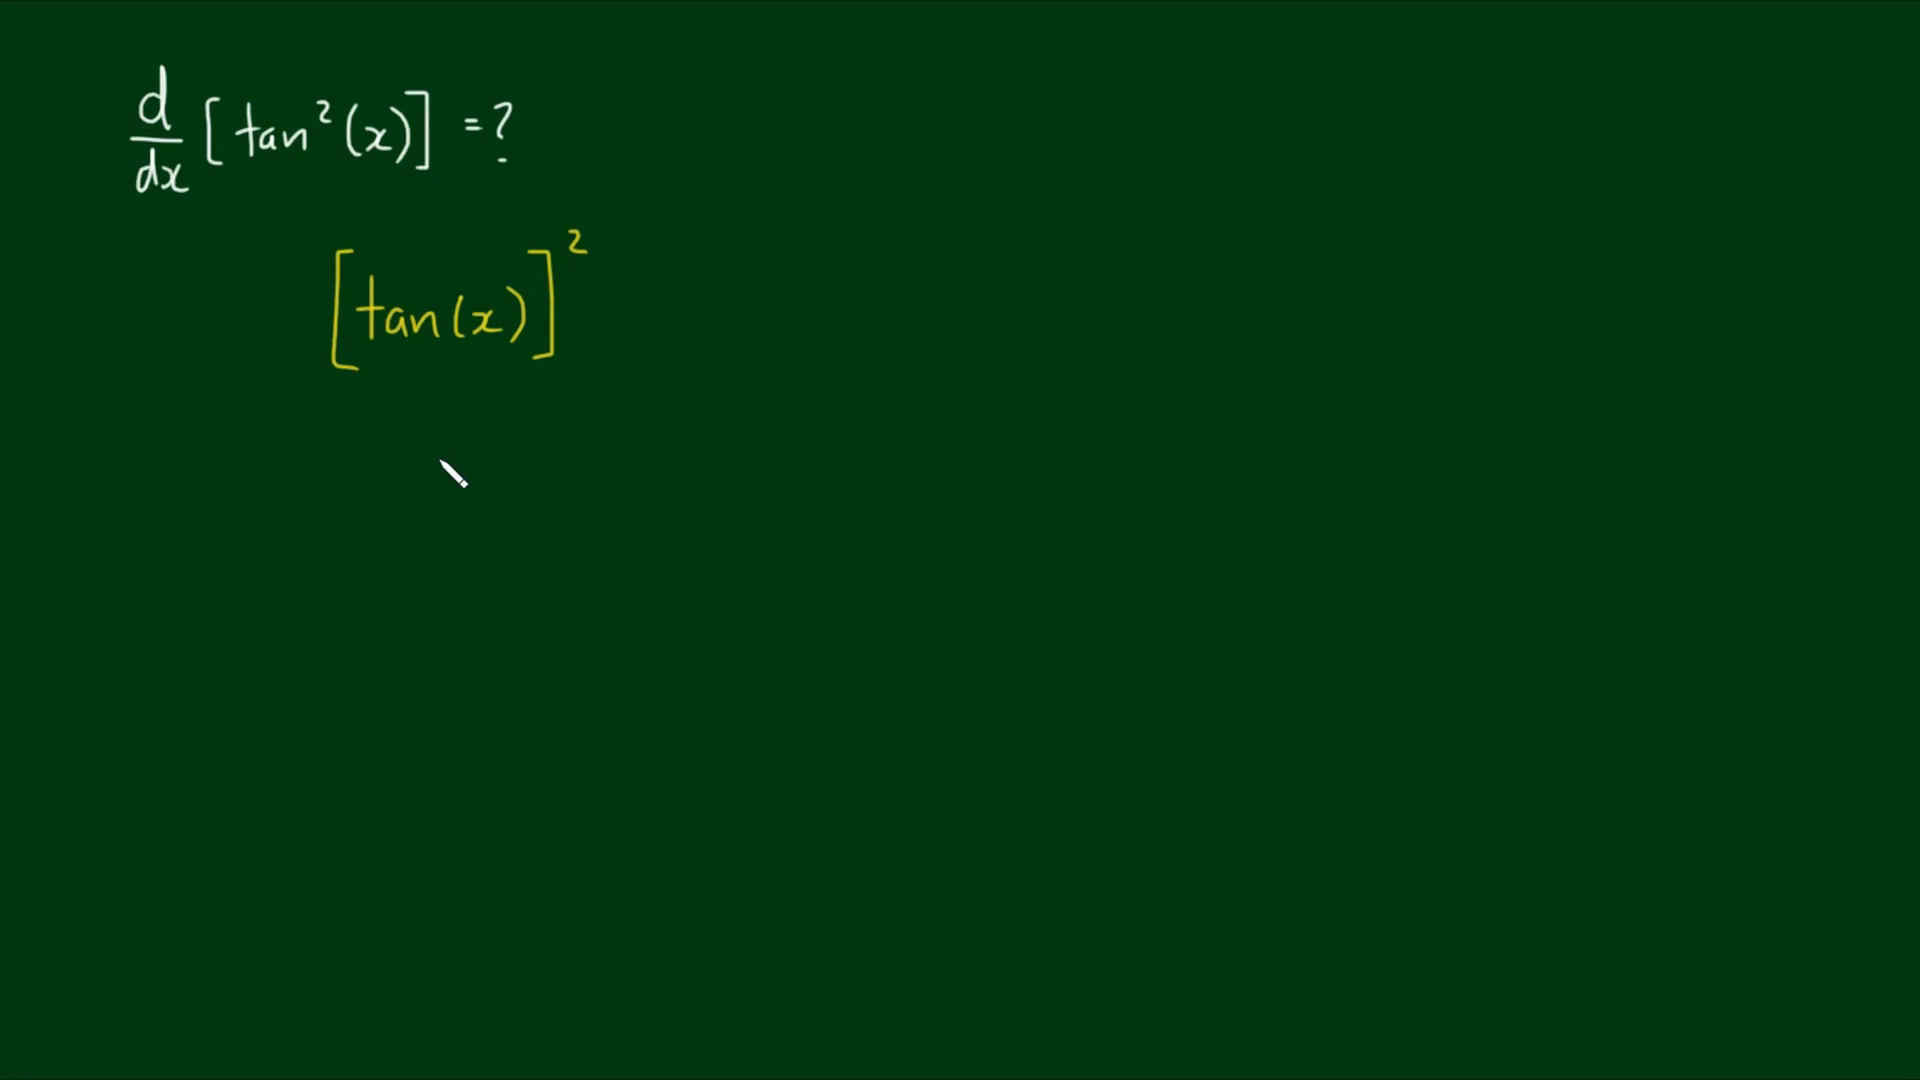 d/dx [tan²(x)] = ?
[tan(x)]²